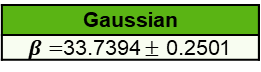 Gaussian
β =33.7394 ± 0.2501